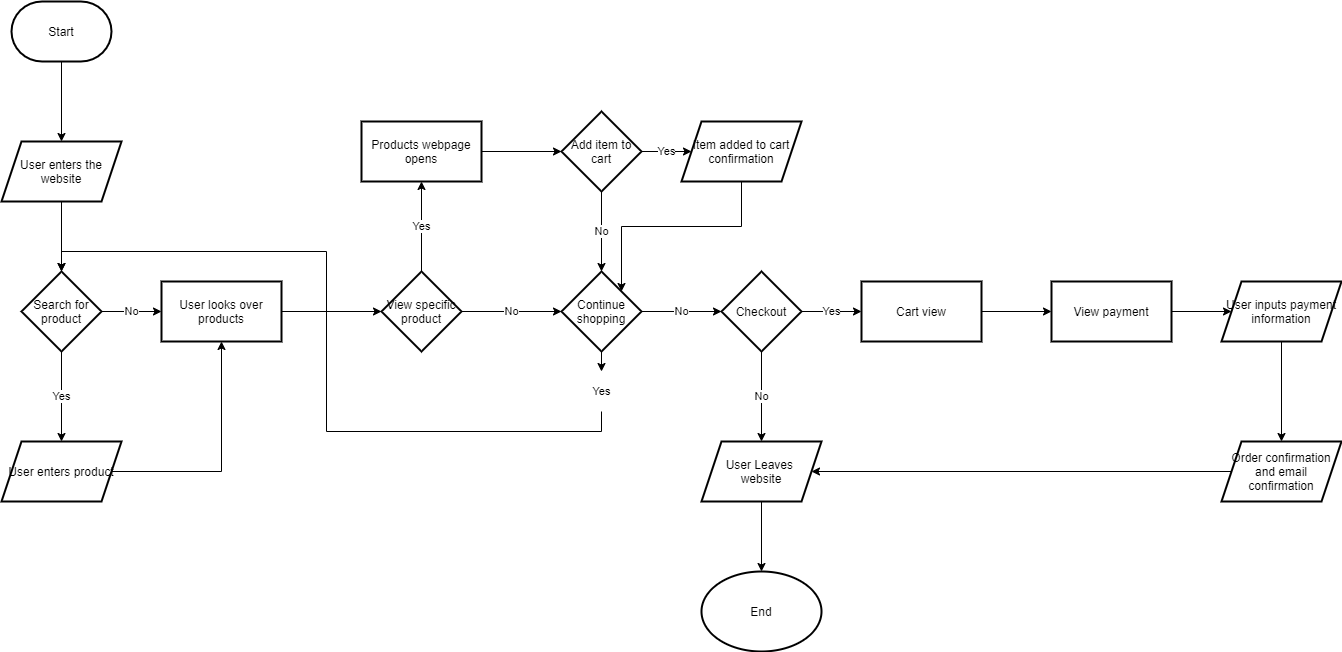 Start
User enters the
website
Search for
product
No
Yes
User enters product
User looks over
products
View specific
product
Yes
No
Products webpage
opens
Add item to
cart
Yes
No
Item added to cart
confirmation
Continue
shopping
Yes
No
Checkout
Yes
No
Cart view
View payment
User inputs payment
information
Order confirmation
and email
confirmation
User Leaves
website
End